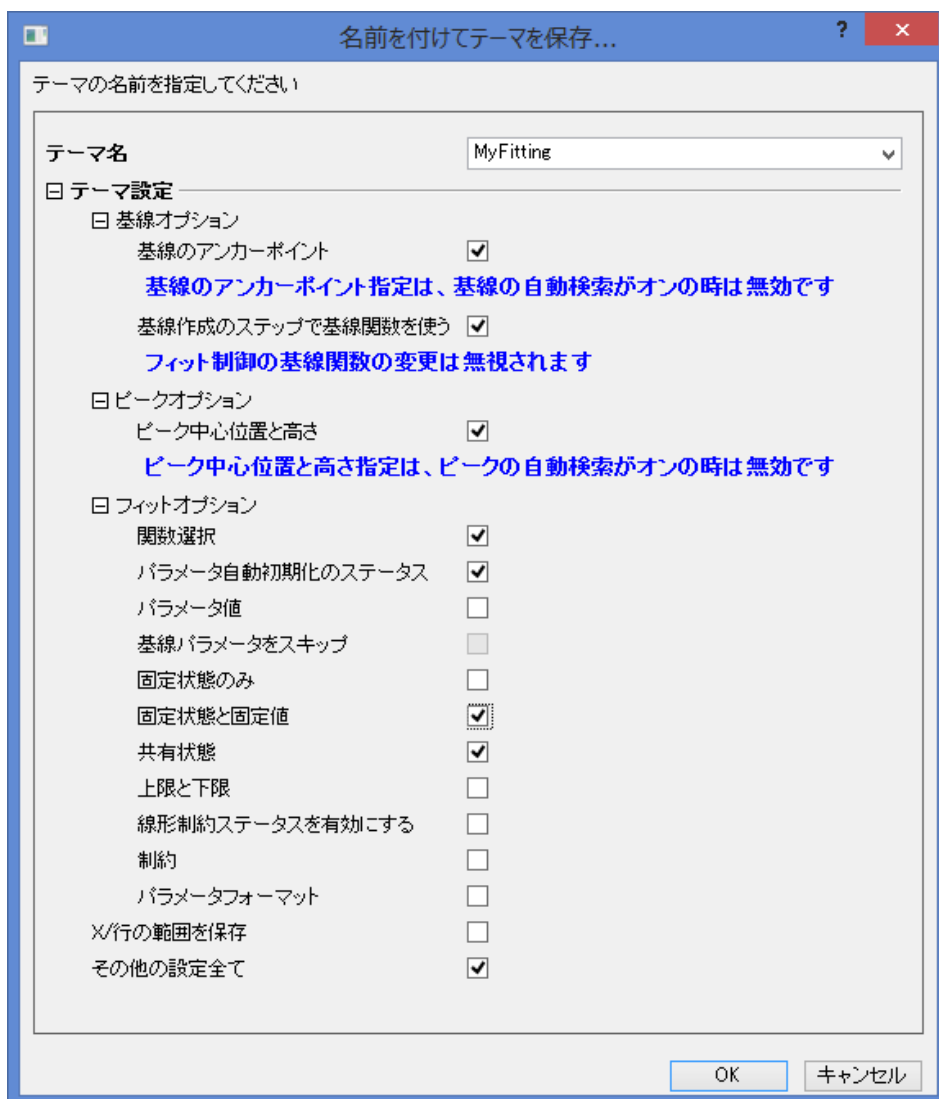 名前を付けてテーマを保存...
?
×
テーマの名前を指定してください
テーマ名 MyFitting
テーマ設定
基線オプション
基線のアンカーポイント
基線のアンカーポイント指定は、基線の自動検索がオンの時は無効です
基線作成のステップで基線関数を使う
フィット制御の基線関数の変更は無視されます
ピークオプション
ピーク中心位置と高さ
ピーク中心位置と高さ指定は、ピークの自動検索がオンの時は無効です
フィットオプション
関数選択
パラメータ自動初期化のステータス
パラメータ値
基線パラメータをスキップ
固定状態のみ
固定状態と固定値
共有状態
上限と下限
線形制約ステータスを有効にする
制約
パラメータフォーマット
X/行の範囲を保存
その他の設定全て
OK キャンセル